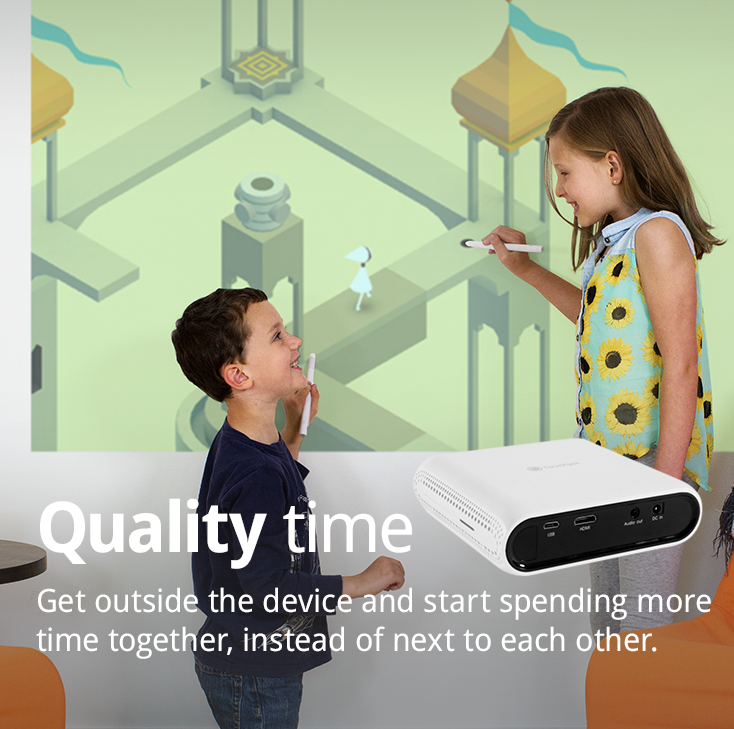 Quality time
Get outside the device and start spending more
time together, instead of next to each other.
USB
HDMI
Audio out
DC in